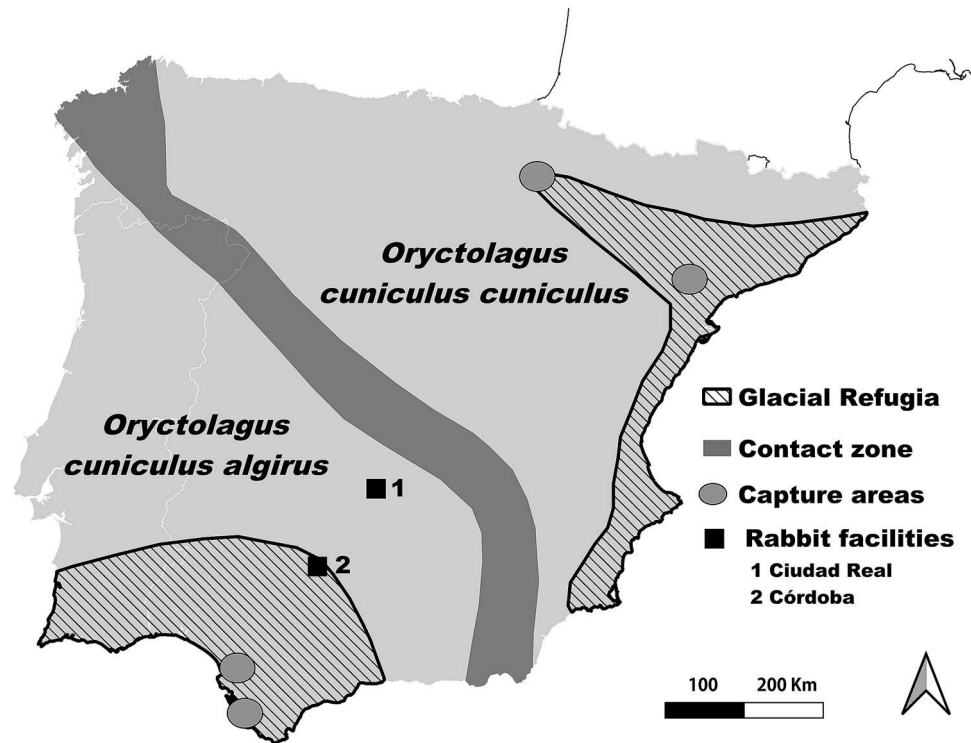 Oryctolagus
cuniculus cuniculus
Oryctolagus
cuniculus algirus
1
2
Glacial Refugia
Contact zone
Capture areas
Rabbit facilities
1 Ciudad Real
2 Córdoba
100 200 Km